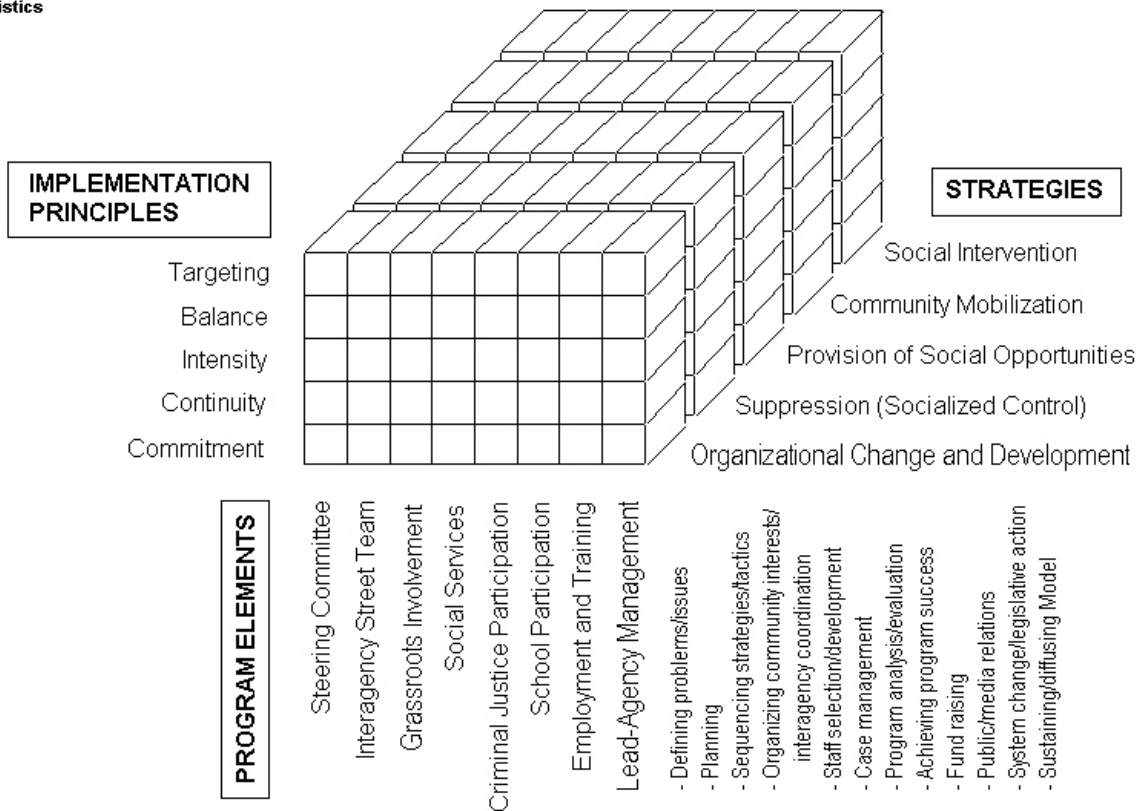 istics
IMPLEMENTATION
PRINCIPLES
Targeting
Balance
Intensity
Continuity
Commitment
STRATEGIES
Social Intervention
Community Mobilization
Provision of Social Opportunities
Suppression (Socialized Control)
Organizational Change and Development
PROGRAM ELEMENTS
Steering Committee
Interagency Street Team
Grassroots Involvement
Social Services
Criminal Justice Participation
School Participation
Employment and Training
Lead-Agency Management
- Defining problems/issues
- Planning
- Sequencing strategies/tactics
- Organizing community interests/
interagency coordination
- Staff selection/development
- Case management
- Program analysis/evaluation
- Achieving program success
- Fund raising
- Public/media relations
- System change/legislative action
- Sustaining/diffusing Model